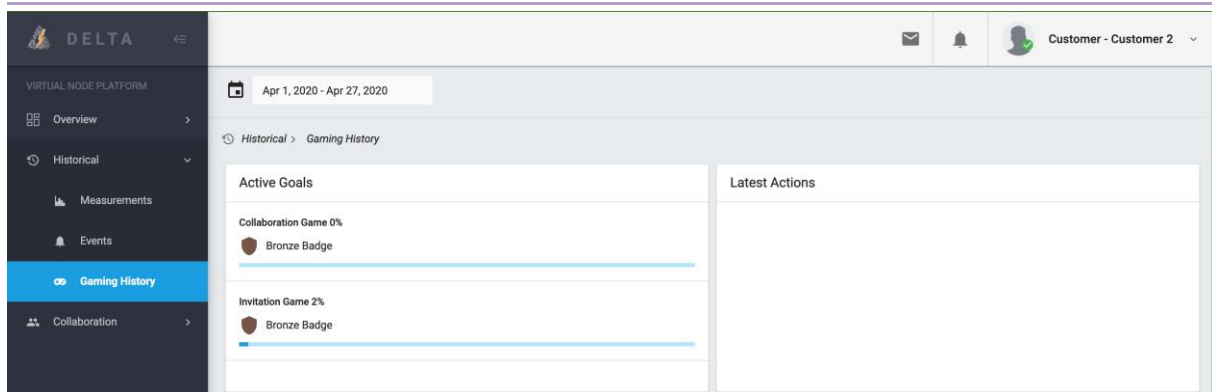 DELTA
Customer - Customer 2
VIRTUAL NODE PLATFORM
Overview
Historical
Measurements
Events
Gaming History
Collaboration
Apr 1, 2020 - Apr 27, 2020
Historical > Gaming History
Active Goals
Collaboration Game 0%
Bronze Badge
Invitation Game 2%
Bronze Badge
Latest Actions